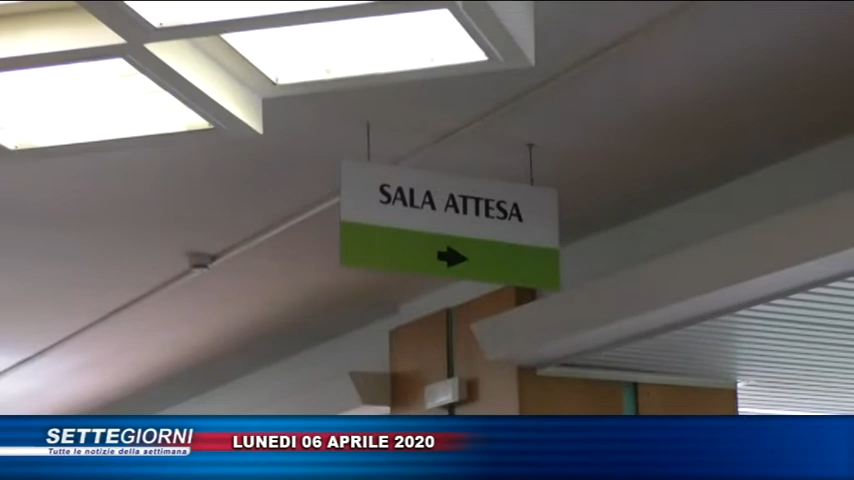 SALA ATTESA
SETTEGIORNI
Tutte le notizie della settimana
LUNEDI 06 APRILE 2020